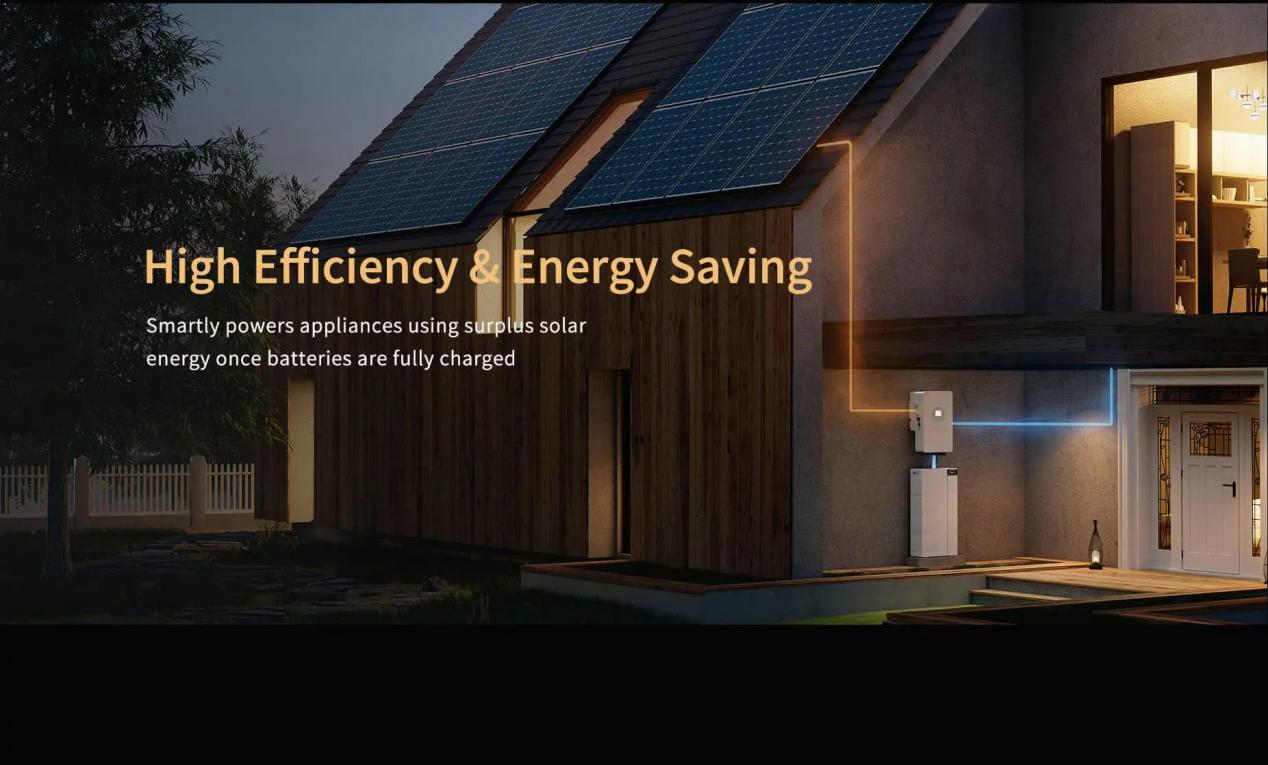 High Efficiency & Energy Saving
Smartly powers appliances using surplus solar
energy once batteries are fully charged